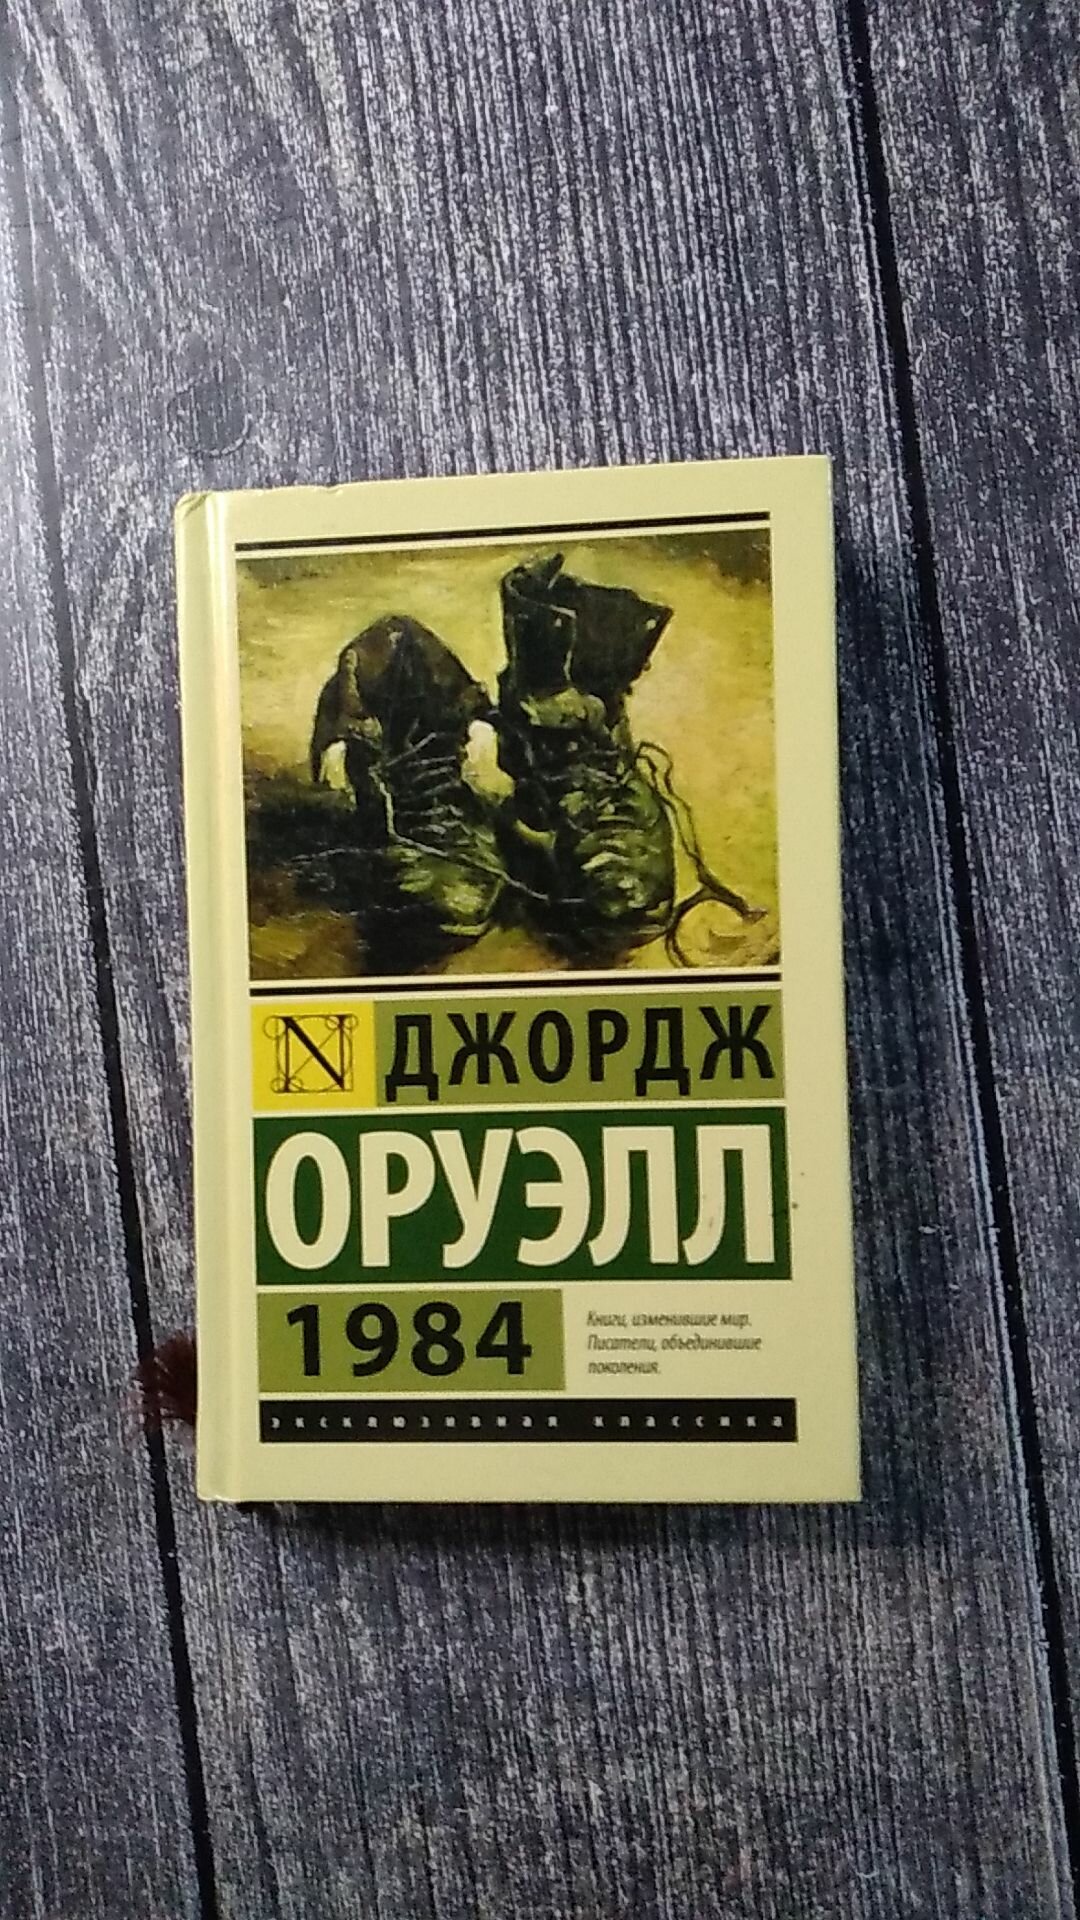 N ДЖОРДЖ
ОРУЭЛЛ
1984
Книги, изменившие мир.
Писатели, объединившие
поколения.
эксклюзивная классика